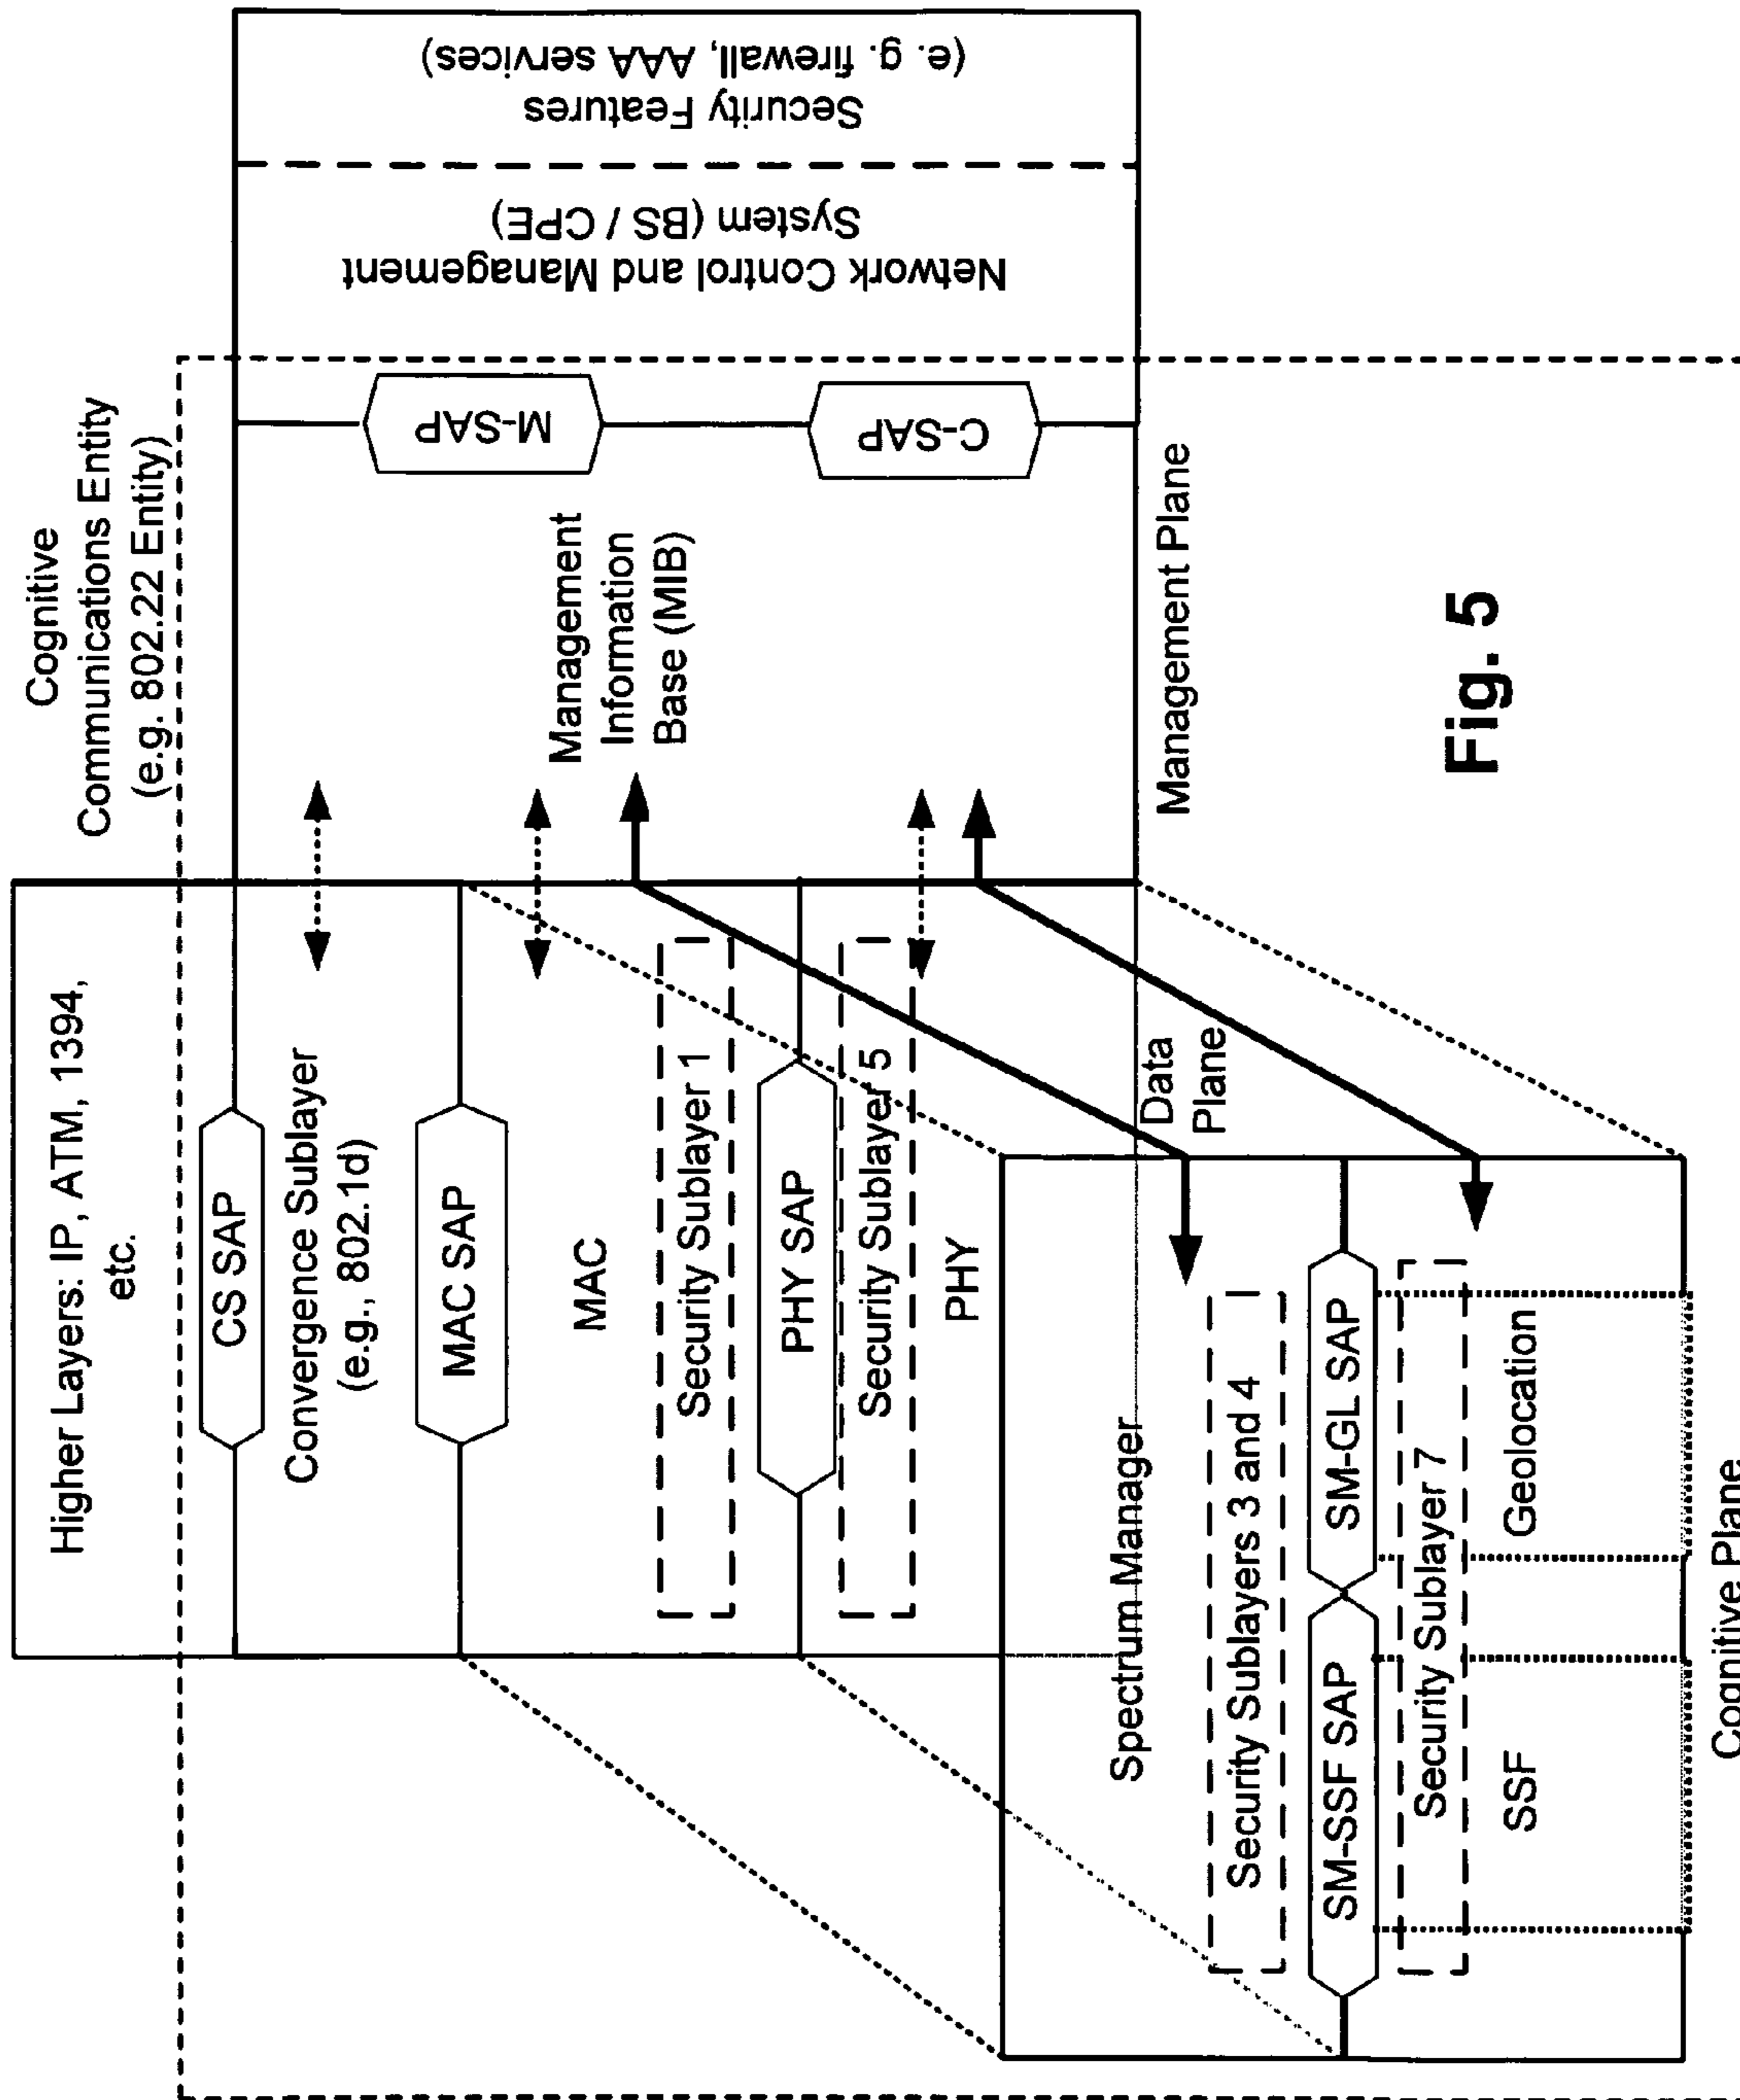 Cognitive
Communications Entity
(e.g. 802.22 Entity)
Higher Layers: IP, ATM, 1394,
etc.
CS SAP
Convergence Sublayer
(e.g., 802.1d)
MAC SAP
MAC
Security Sublayer 1
PHY SAP
Security Sublayer 5
PHY
Data
Plane
Management
Information
Base (MIB)
M-SAP
C-SAP
Management Plane
Network Control and Management
System (BS / CPE)
Security Features
(e. g. firewall, AAA services)
Spectrum Manager
Security Sublayers 3 and 4
SM-SSF SAP
SM-GL SAP
Security Sublayer 7
SSF
Geolocation
Cognitive Plane
Fig. 5